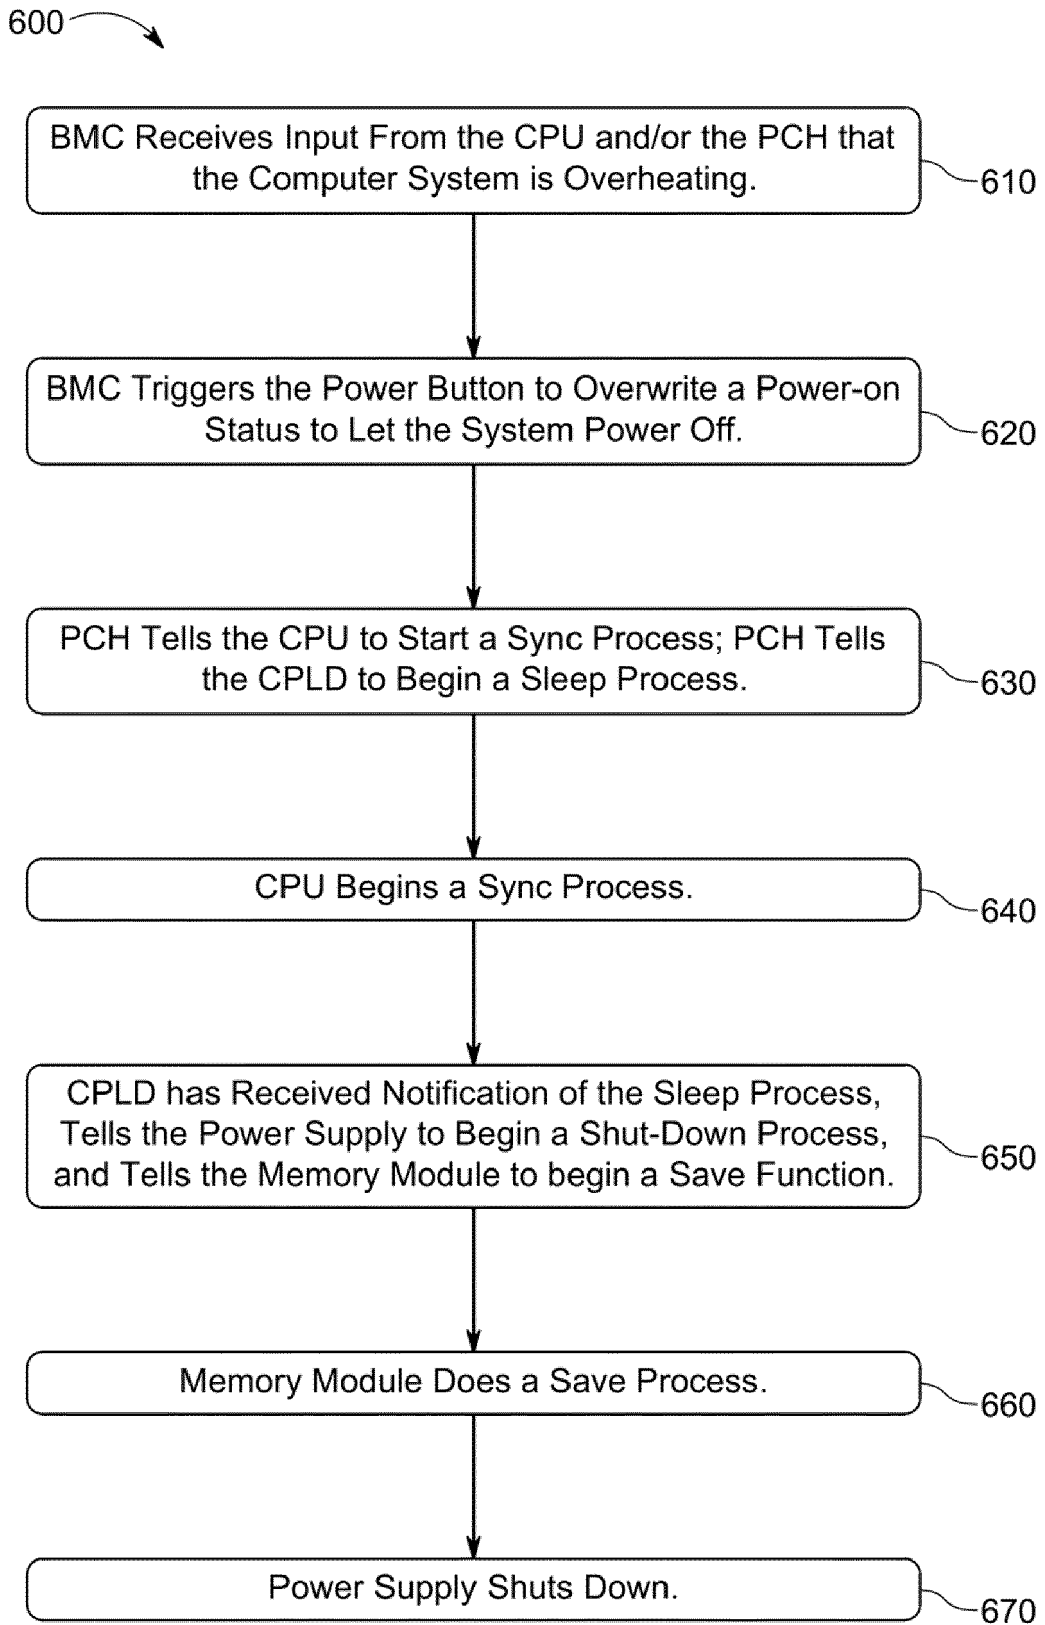 600
BMC Receives Input From the CPU and/or the PCH that
the Computer System is Overheating.
610
BMC Triggers the Power Button to Overwrite a Power-on
Status to Let the System Power Off.
620
PCH Tells the CPU to Start a Sync Process; PCH Tells
the CPLD to Begin a Sleep Process.
630
CPU Begins a Sync Process.
640
CPLD has Received Notification of the Sleep Process,
Tells the Power Supply to Begin a Shut-Down Process,
and Tells the Memory Module to begin a Save Function.
650
Memory Module Does a Save Process.
660
Power Supply Shuts Down.
670